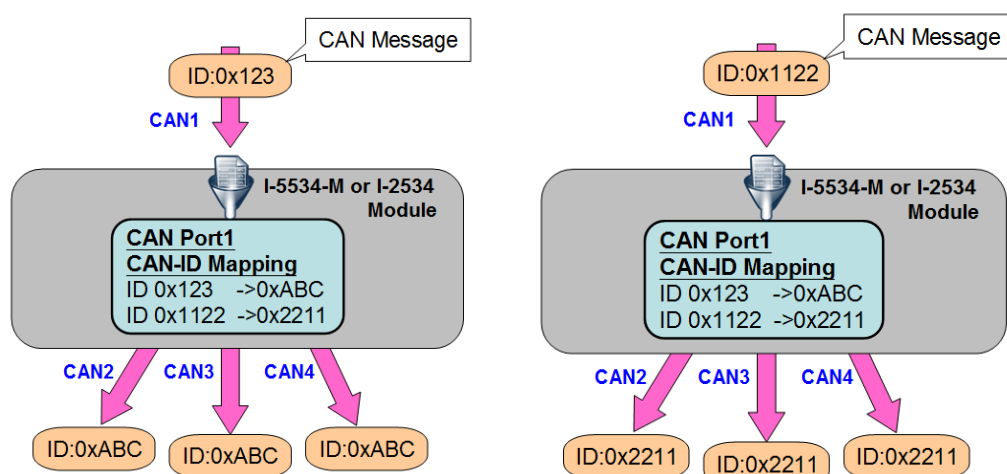 CAN Message
ID:0x123
CAN1
I-5534-M or I-2534
Module
CAN Port1
CAN-ID Mapping
ID 0x123 ->0xABC
ID 0x1122 ->0x2211
CAN2
CAN3
CAN4
ID:0xABC
ID:0xABC
ID:0xABC
CAN Message
ID:0x1122
CAN1
I-5534-M or I-2534
Module
CAN Port1
CAN-ID Mapping
ID 0x123 ->0xABC
ID 0x1122 ->0x2211
CAN2
CAN3
CAN4
ID:0x2211
ID:0x2211
ID:0x2211